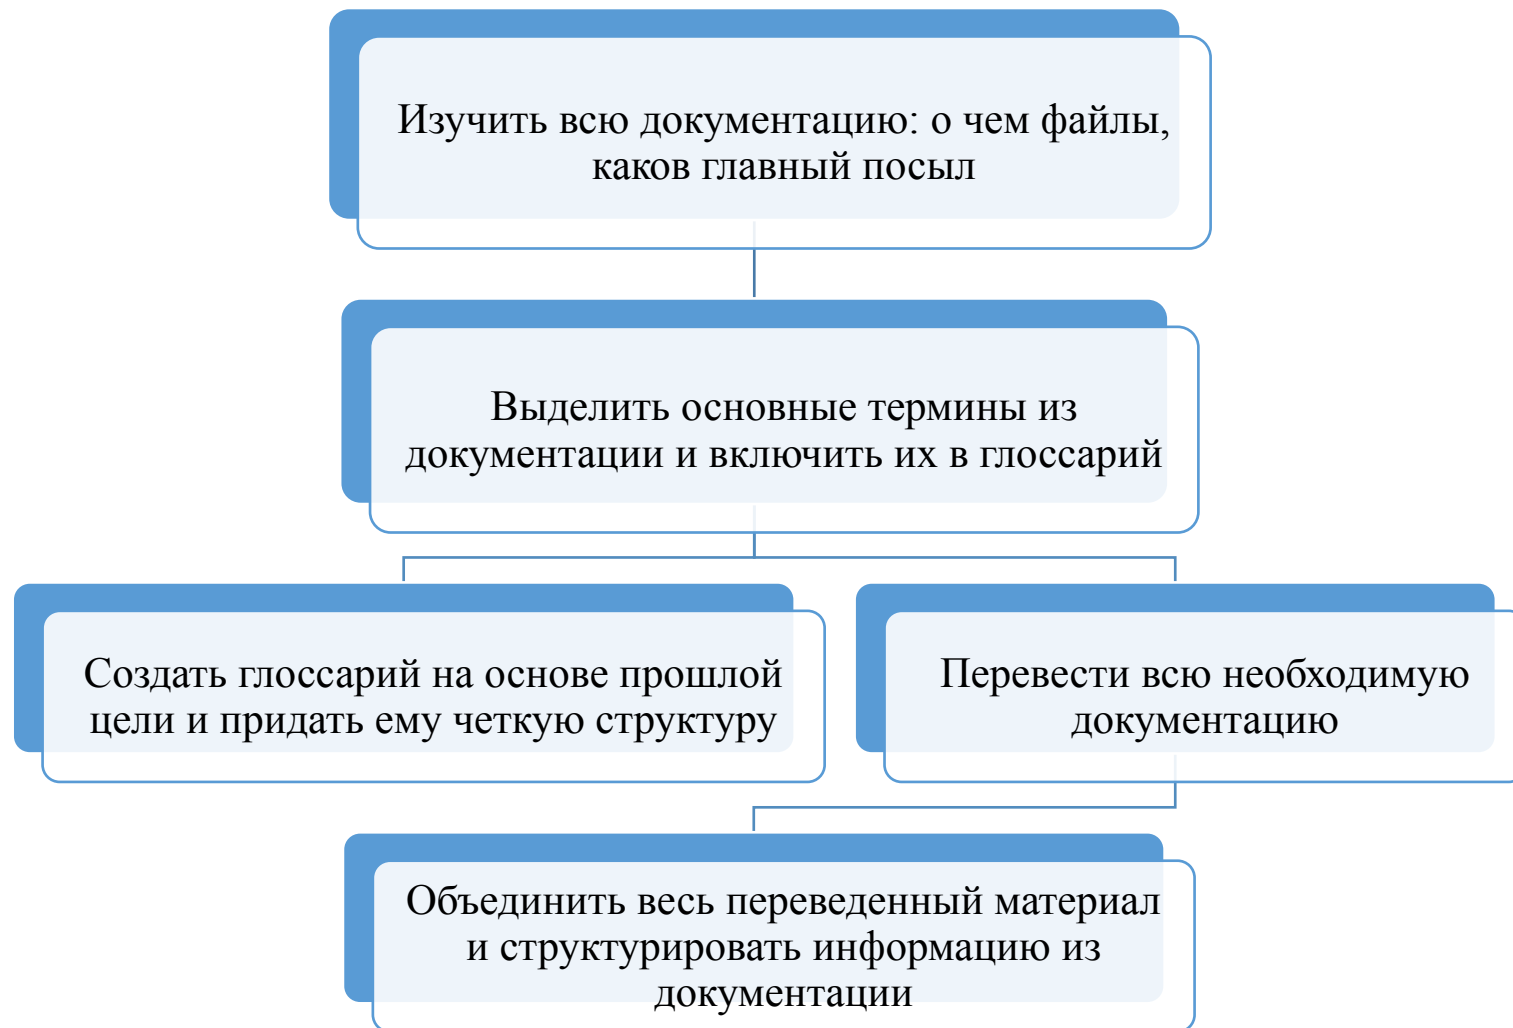 Изучить всю документацию: о чем файлы,
каков главный посыл
Выделить основные термины из
документации и включить их в глоссарий
Создать глоссарий на основе прошлой
цели и придать ему четкую структуру
Перевести всю необходимую
документацию
Объединить весь переведенный материал
и структурировать информацию из
документации